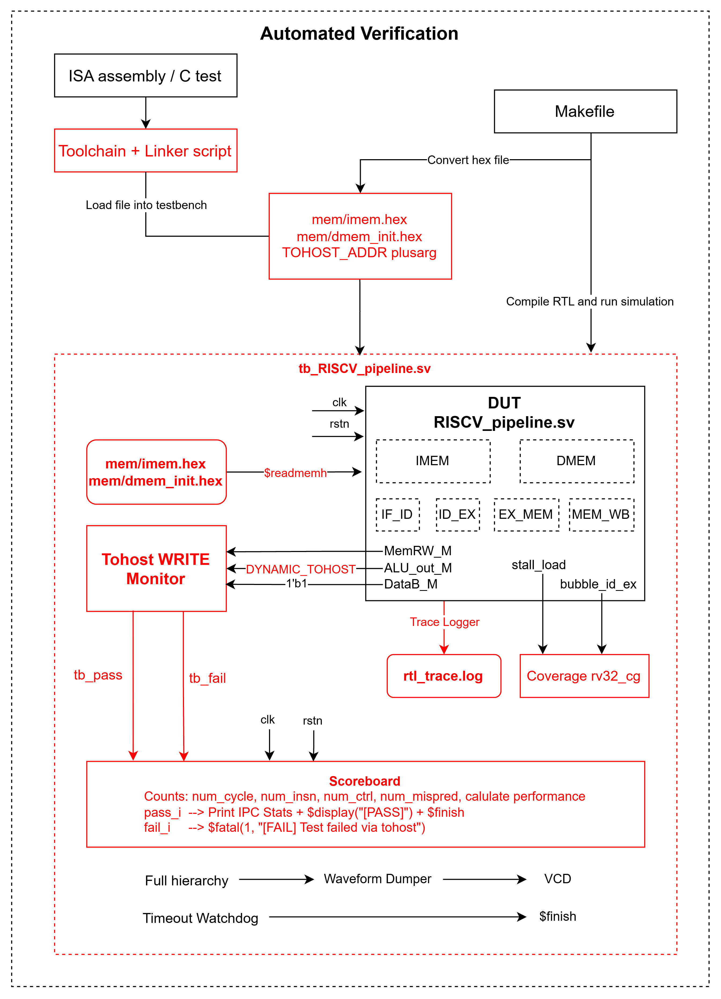 Automated Verification
ISA assembly / C test
Makefile
Toolchain + Linker script
Convert hex file
Load file into testbench
mem/imem.hex
mem/dmem_init.hex
TOHOST_ADDR plusarg
Compile RTL and run simulation
tb_RISCV_pipeline.sv
clk
rstn
DUT
RISCV_pipeline.sv
mem/imem.hex
mem/dmem_init.hex
$readmemh
IMEM
DMEM
IF_ID
ID_EX
EX_MEM
MEM_WB
Tohost WRITE
Monitor
MemRW_M
DYNAMIC_TOHOST
ALU_out_M
1'b1
DataB_M
stall_load
bubble_id_ex
Trace Logger
rtl_trace.log
Coverage rv32_cg
tb_pass
tb_fail
clk
rstn
Scoreboard
Counts: num_cycle, num_insn, num_ctrl, num_mispred, calulate performance
pass_i --> Print IPC Stats + $display("[PASS]") + $finish
fail_i --> $fatal(1, "[FAIL] Test failed via tohost")
Full hierarchy
Waveform Dumper
VCD
Timeout Watchdog
$finish